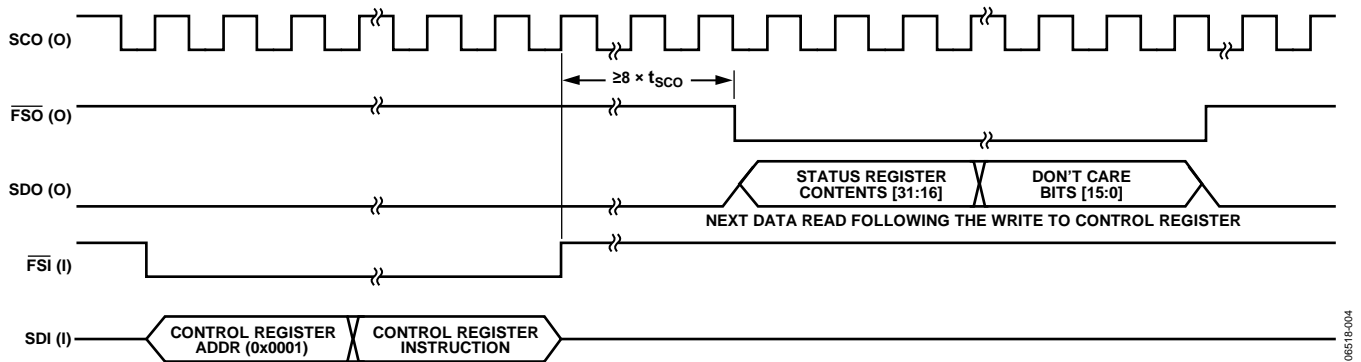 SCO (O)
≥8 × tSCO
FSO (O)
SDO (O)
STATUS REGISTER
CONTENTS [31:16]
DON'T CARE
BITS [15:0]
NEXT DATA READ FOLLOWING THE WRITE TO CONTROL REGISTER
FSI (I)
SDI (I)
CONTROL REGISTER
ADDR (0x0001)
CONTROL REGISTER
INSTRUCTION
06518-004